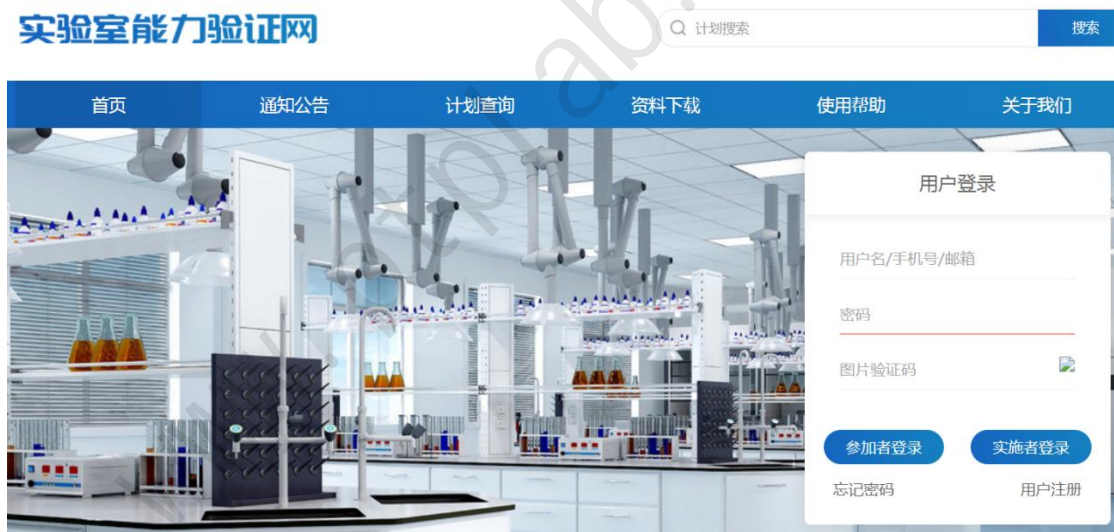 实验室能力验证网
计划搜索
搜索
首页 通知公告 计划查询 资料下载 使用帮助 关于我们
用户登录
用户名/手机号/邮箱
密码
图片验证码
参加者登录 实施者登录
忘记密码 用户注册